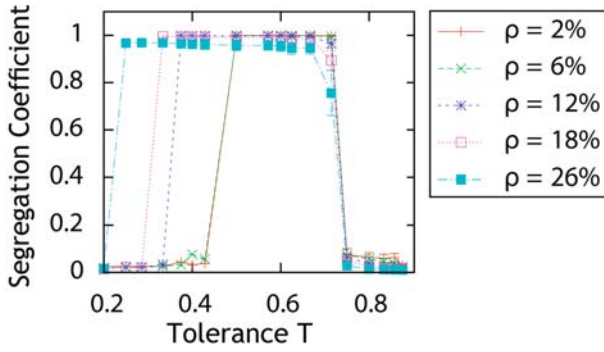 Segregation Coefficient
1
0.8
0.6
0.4
0.2
0
0.2 0.4 0.6 0.8
Tolerance T
ρ = 2%
ρ = 6%
ρ = 12%
ρ = 18%
ρ = 26%